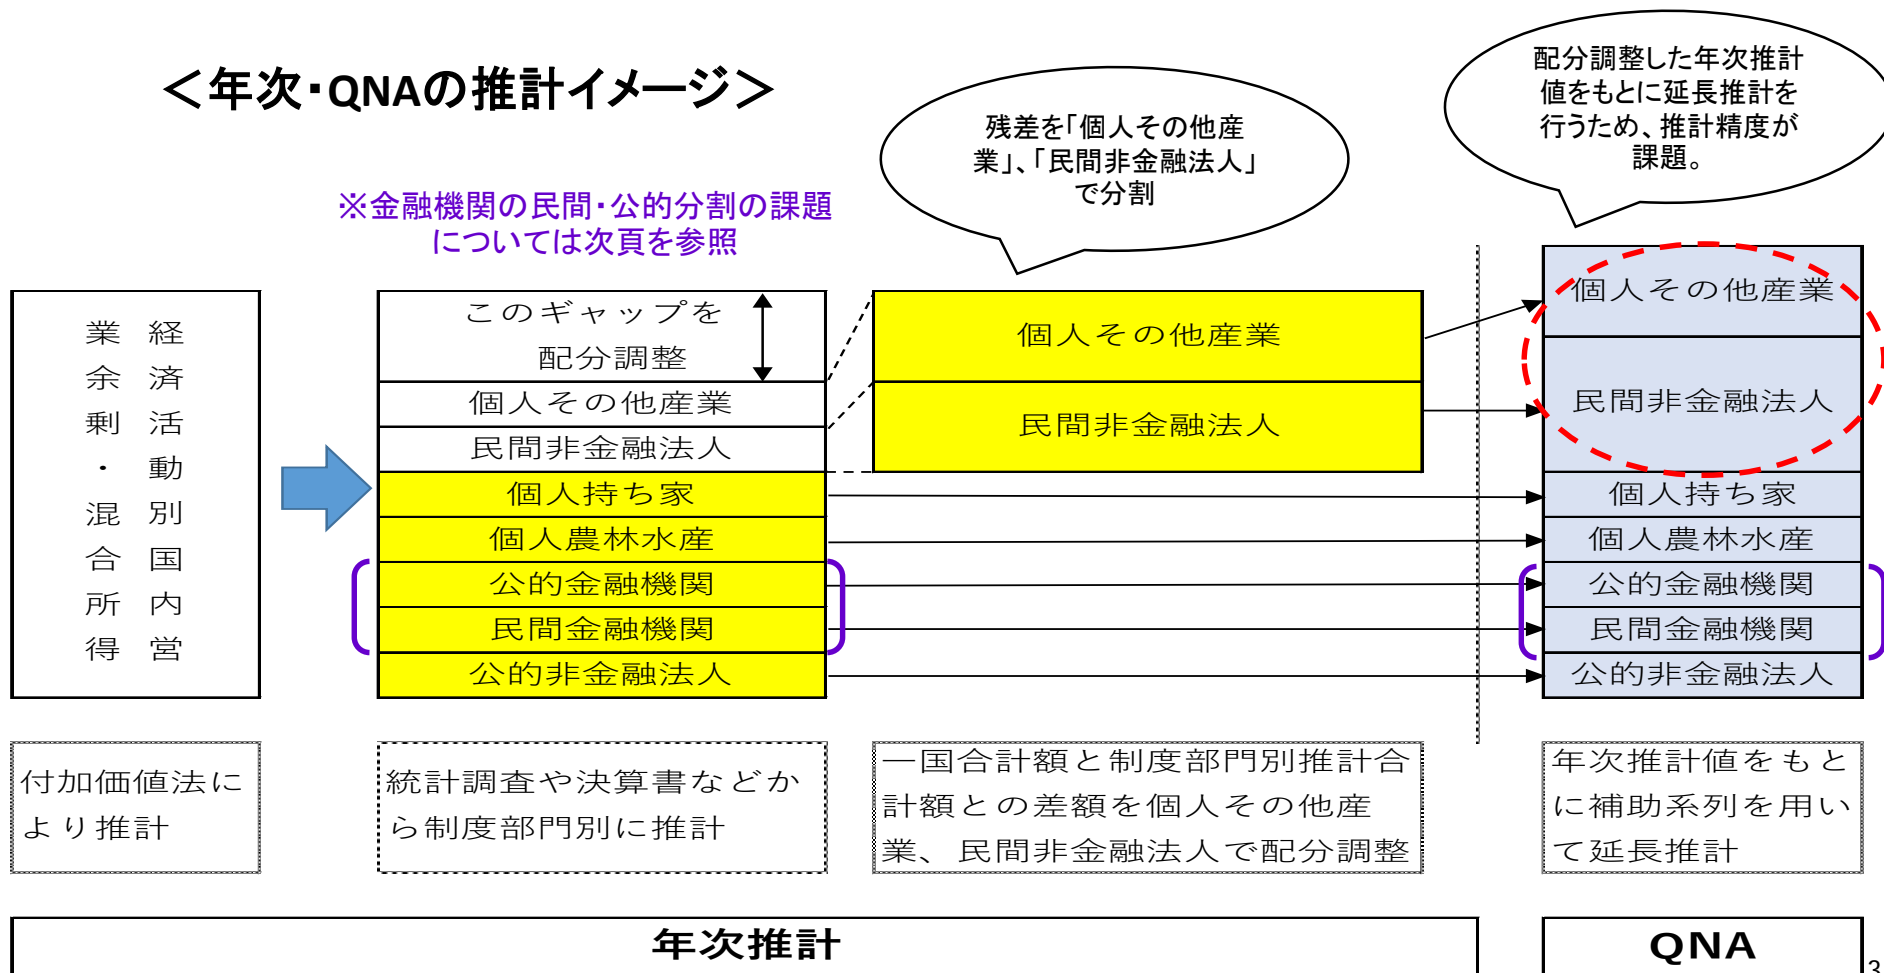 ＜年次・QNAの推計イメージ＞
配分調整した年次推計
値をもとに延長推計を
行うため、推計精度が
課題。
残差を「個人その他産
業」、「民間非金融法人」
で分割
※金融機関の民間・公的分割の課題
については次頁を参照
経済活動別国内営
業余剰・混合所得
このギャップを
配分調整
個人その他産業
民間非金融法人
個人持ち家
個人農林水産
公的金融機関
民間金融機関
公的非金融法人
個人その他産業
民間非金融法人
個人その他産業
民間非金融法人
個人持ち家
個人農林水産
公的金融機関
民間金融機関
公的非金融法人
付加価値法に
より推計
統計調査や決算書などか
ら制度部門別に推計
一国合計額と制度部門別推計合
計額との差額を個人その他産
業、民間非金融法人で配分調整
年次推計値をもと
に補助系列を用い
て延長推計
年次推計
QNA
3